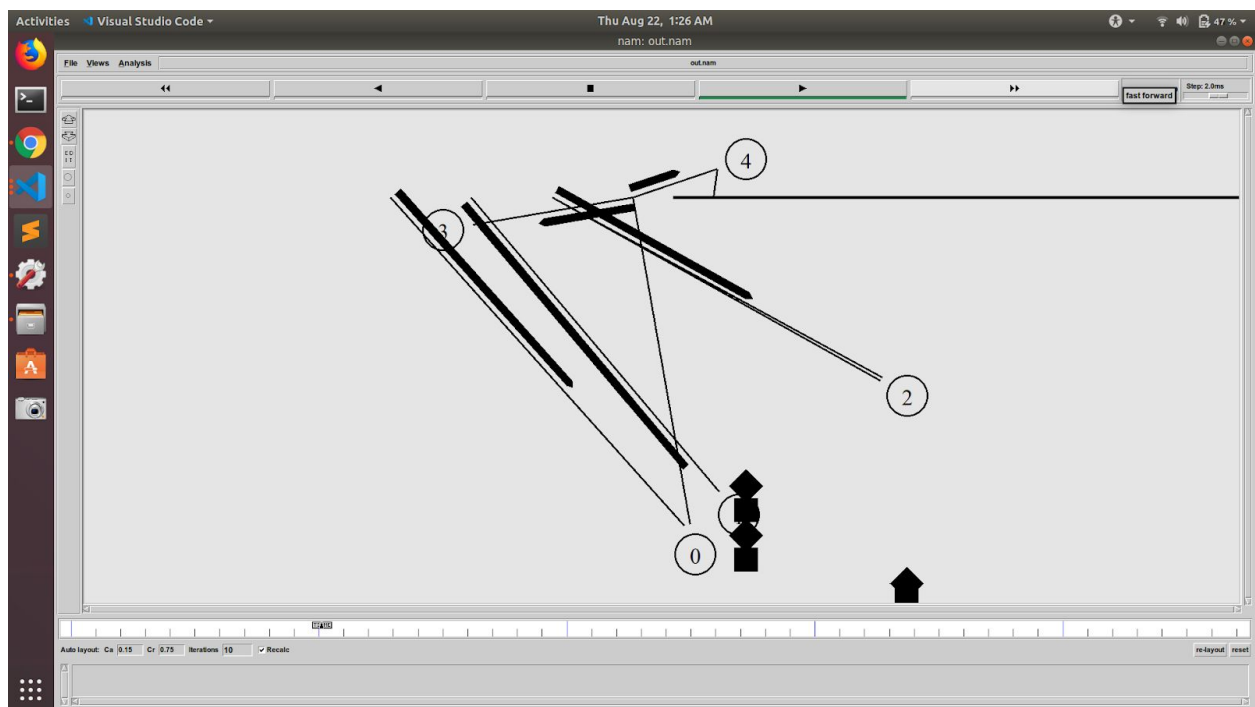 Activities Visual Studio Code Thu Aug 22, 1:26 AM 47 %
nam: out.nam
File Views Analysis out.nam
Step: 2.0ms
fast forward
E D
I T
4
3
2
0
TIME
Auto layout: Ca 0.15 Cr 0.75 Iterations 10 Recalc re-layout reset